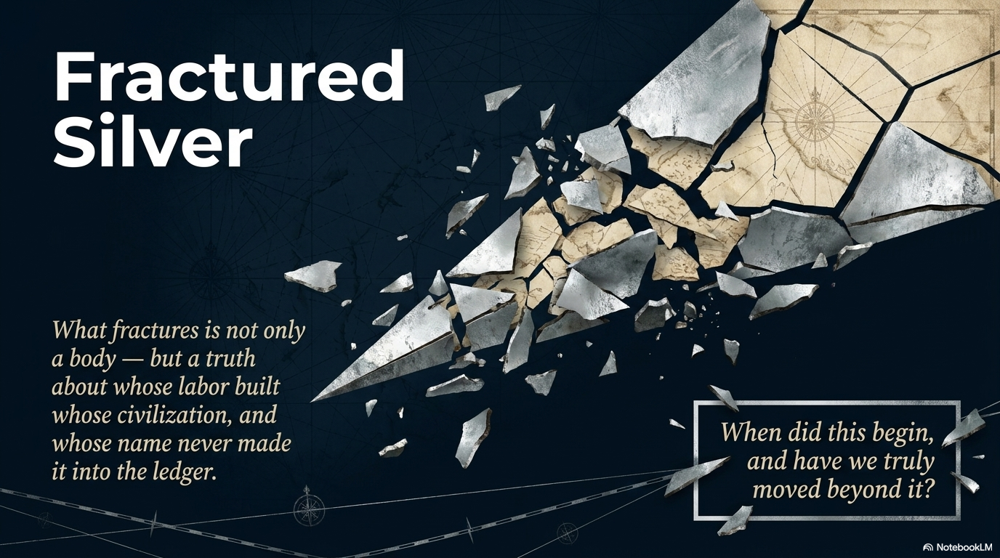 Fractured
Silver
What fractures is not only
a body — but a truth
about whose labor built
whose civilization, and
whose name never made
it into the ledger.
When did this begin,
and have we truly
moved beyond it?
NotebookLM